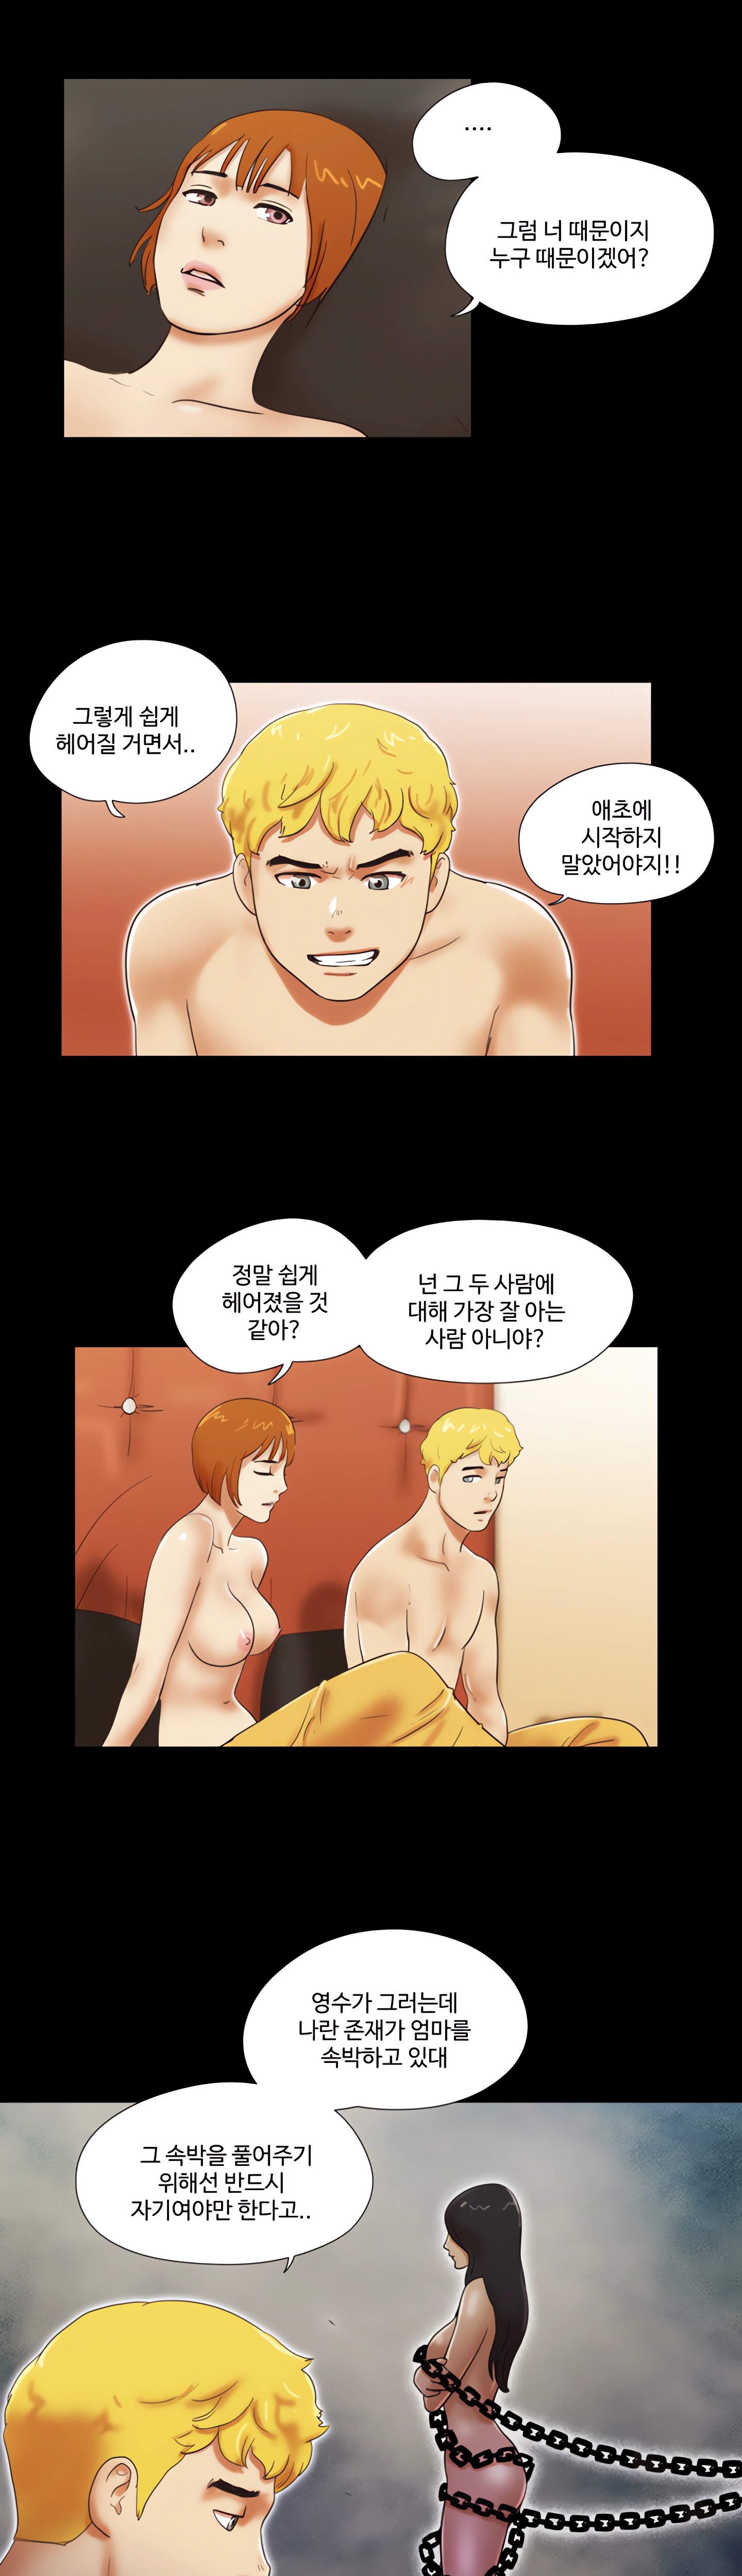 ....
그럼 너 때문이지
누구 때문이겠어?
그렇게 쉽게
헤어질 거면서..
애초에
시작하지
말았어야지!!
정말 쉽게
헤어졌을 것
같아?
넌 그 두 사람에
대해 가장 잘 아는
사람 아니야?
영수가 그러는데
나란 존재가 엄마를
속박하고 있대
그 속박을 풀어주기
위해선 반드시
자기여야만 한다고..